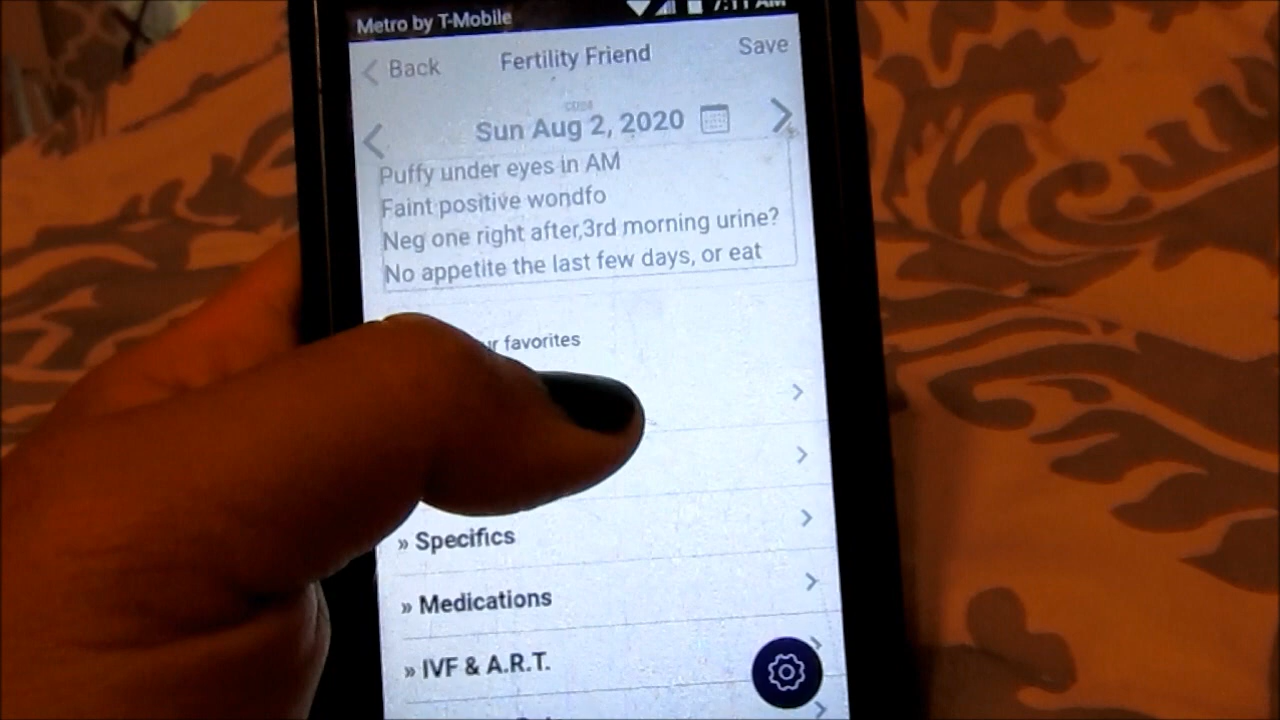 Metro by T-Mobile
7:11 AM
Back
Fertility Friend
Save
Sun Aug 2, 2020
Puffy under eyes in AM
Faint positive wondfo
Neg one right after,3rd morning urine?
No appetite the last few days, or eat
favorites
» Specifics
» Medications
» IVF & A.R.T.